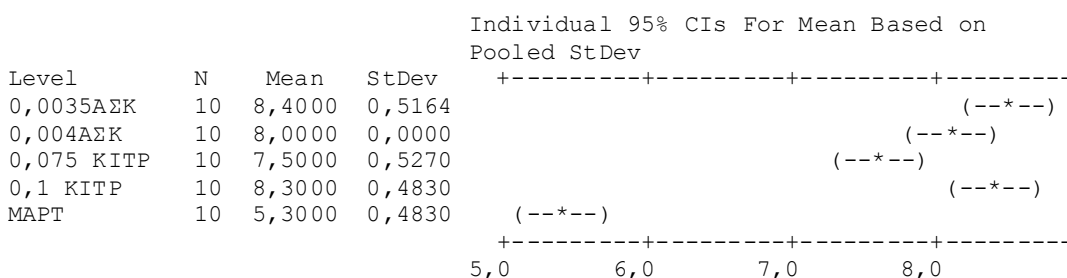 Individual 95% CIs For Mean Based on
                                Pooled StDev
Level        N    Mean   StDev    +---------+---------+---------+---------
0,0035ΑΣΚ   10  8,4000  0,5164                                  (--*--)
0,004ΑΣΚ    10  8,0000  0,0000                              (--*--)
0,075 ΚΙΤΡ  10  7,5000  0,5270                         (--*--)
0,1 ΚΙΤΡ    10  8,3000  0,4830                                 (--*--)
ΜΑΡΤ        10  5,3000  0,4830   (--*--)
                                  +---------+---------+---------+---------
                                5,0       6,0       7,0       8,0